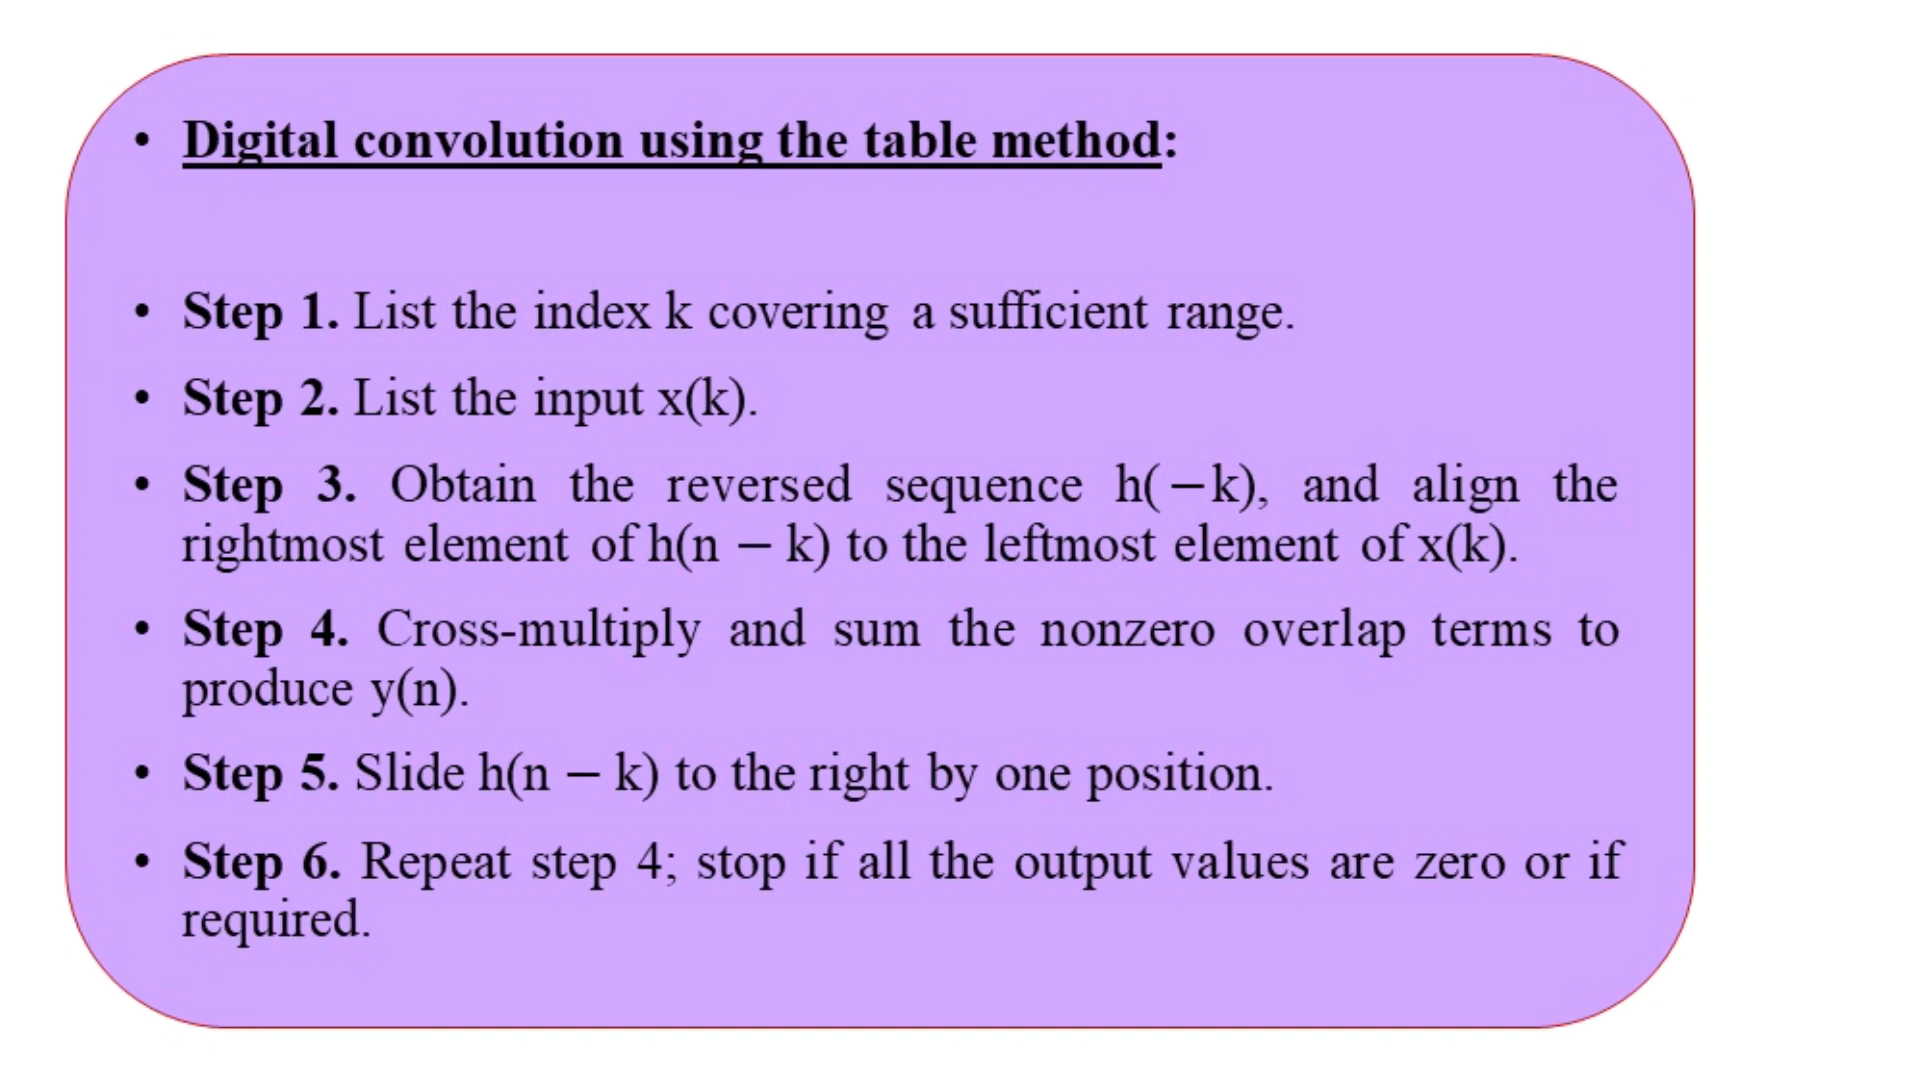 • Digital convolution using the table method:
• Step 1. List the index k covering a sufficient range.
• Step 2. List the input x(k).
• Step 3. Obtain the reversed sequence h(−k), and align the
rightmost element of h(n − k) to the leftmost element of x(k).
• Step 4. Cross-multiply and sum the nonzero overlap terms to
produce y(n).
• Step 5. Slide h(n − k) to the right by one position.
• Step 6. Repeat step 4; stop if all the output values are zero or if
required.